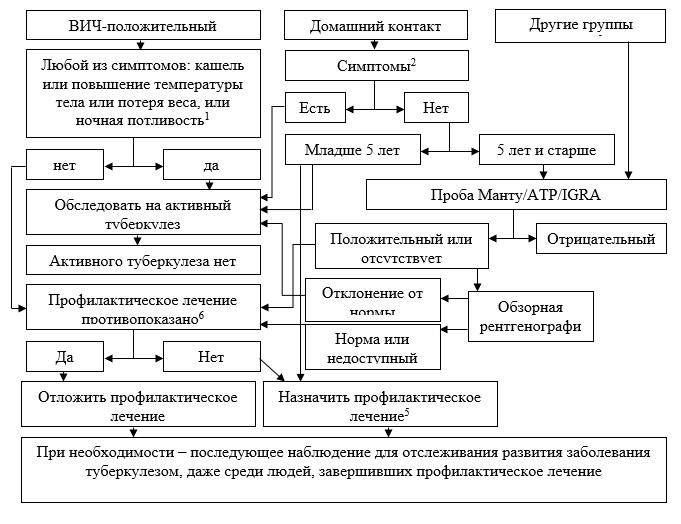 ВИЧ-положительный
Домашний контакт
Другие группы
Любой из симптомов: кашель
или повышение температуры
тела или потеря веса, или
ночная потливость1
Симптомы2
Есть
Нет
Младше 5 лет
5 лет и старше
нет
да
Проба Манту/АТР/IGRA
Обследовать на активный
туберкулез
Положительный или
отсутствует
Отрицательный
Активного туберкулеза нет
Профилактическое лечение
противопоказано6
Отклонение от
нормы
Обзорная
рентгенографи
Норма или
недоступный
Да
Нет
Отложить профилактическое
лечение
Назначить профилактическое
лечение5
При необходимости – последующее наблюдение для отслеживания развития заболевания
туберкулезом, даже среди людей, завершивших профилактическое лечение